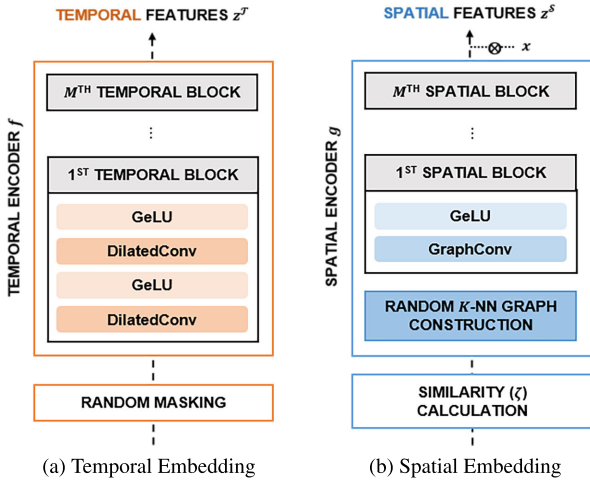 TEMPORAL FEATURES z^𝒯
TEMPORAL ENCODER f
M^TH TEMPORAL BLOCK
⋮
1^ST TEMPORAL BLOCK
GeLU
DilatedConv
GeLU
DilatedConv
RANDOM MASKING
(a) Temporal Embedding
SPATIAL FEATURES z^𝒮
⊗ x
SPATIAL ENCODER g
M^TH SPATIAL BLOCK
⋮
1^ST SPATIAL BLOCK
GeLU
GraphConv
RANDOM K-NN GRAPH
CONSTRUCTION
SIMILARITY (ζ)
CALCULATION
(b) Spatial Embedding